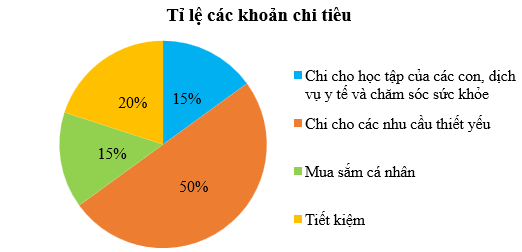 Tỉ lệ các khoản chi tiêu
15%
50%
15%
20%
Chi cho học tập của các con, dịch
vụ y tế và chăm sóc sức khỏe
Chi cho các nhu cầu thiết yếu
Mua sắm cá nhân
Tiết kiệm